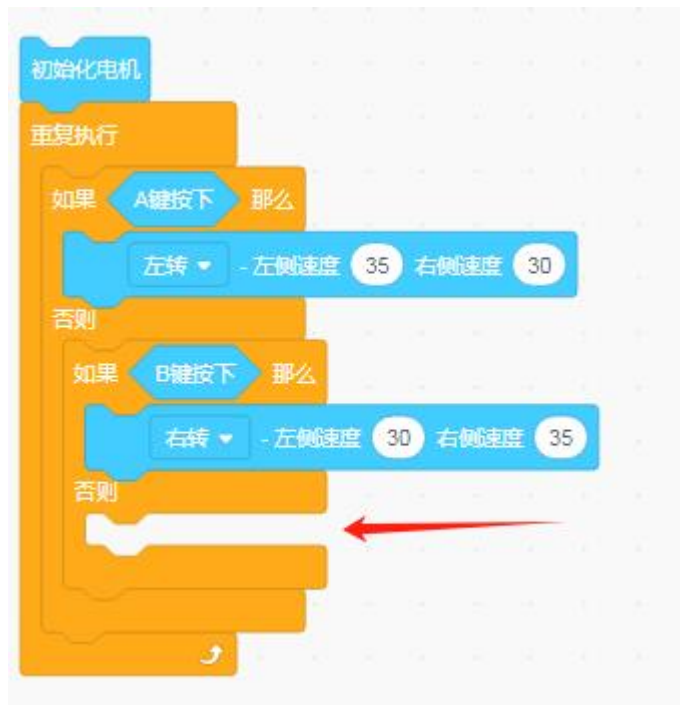 初始化电机
重复执行
如果 A键按下 那么
左转 - 左侧速度 35 右侧速度 30
否则
如果 B键按下 那么
右转 - 左侧速度 30 右侧速度 35
否则